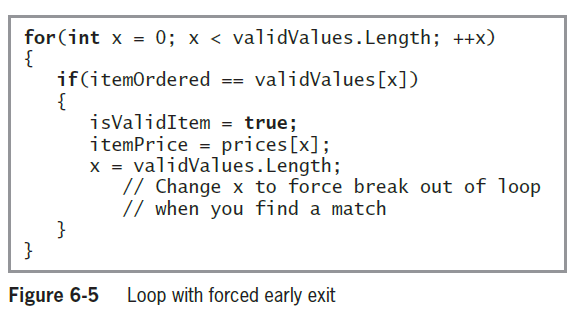 for(int x = 0; x < validValues.Length; ++x)
{
if(itemOrdered == validValues[x])
{
isValidItem = true;
itemPrice = prices[x];
x = validValues.Length;
// Change x to force break out of loop
// when you find a match
}
}
Figure 6-5 Loop with forced early exit